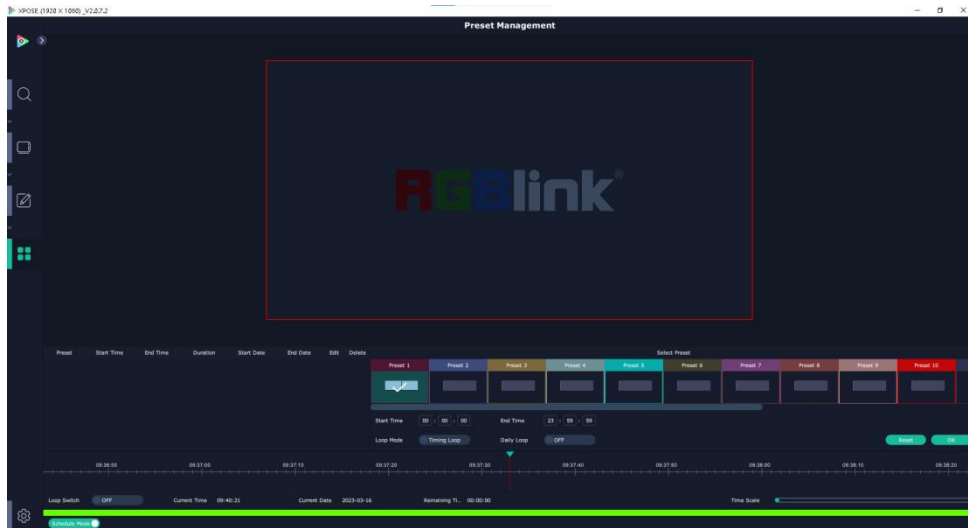 XPOSE (1920 X 1080) _V2.0.7.2
Preset Management
RGBlink®
Preset Start Time End Time Duration Start Date End Date Edit Delete Select Preset
Preset 1 Preset 2 Preset 3 Preset 4 Preset 5 Preset 6 Preset 7 Preset 8 Preset 9 Preset 10
Start Time 00 : 00 : 00 End Time 23 : 59 : 59
Loop Mode Timing Loop Daily Loop OFF Reset OK
09:36:50 09:37:00 09:37:10 09:37:20 09:37:30 09:37:40 09:37:50 09:38:00 09:38:10 09:38:20
Loop Switch OFF Current Time 09:40:21 Current Date 2023-03-16 Remaining Ti... 00:00:00 Time Scale
Schedule Mode